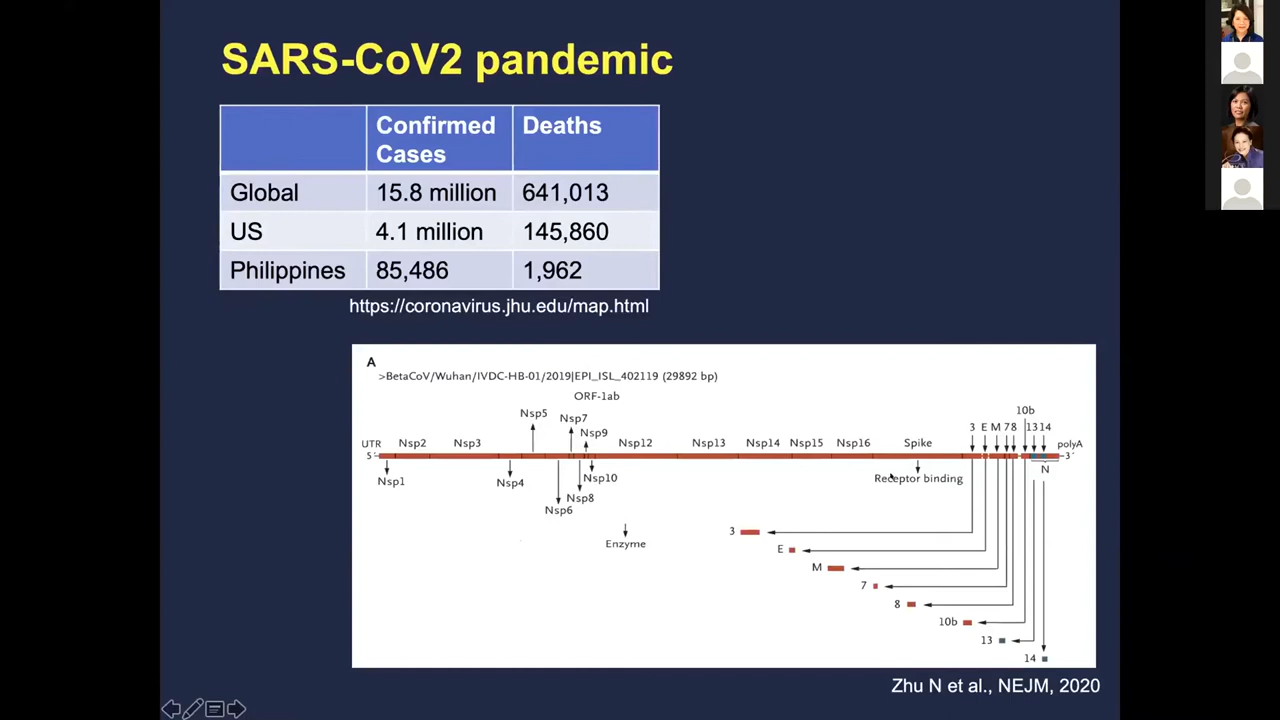 SARS-CoV2 pandemic
Confirmed Cases Deaths
Global 15.8 million 641,013
US 4.1 million 145,860
Philippines 85,486 1,962
https://coronavirus.jhu.edu/map.html
A
>BetaCoV/Wuhan/IVDC-HB-01/2019|EPI_ISL_402119 (29892 bp)
ORF-1ab
10b
Nsp5 Nsp7
3 E M 7 8 13 14
Nsp9
UTR Nsp2 Nsp3 Nsp12 Nsp13 Nsp14 Nsp15 Nsp16 Spike polyA
5' 3'
N
Nsp1 Nsp4 Nsp10 Receptor binding
Nsp8
Nsp6
3
Enzyme
E
M
7
8
10b
13
14
Zhu N et al., NEJM, 2020